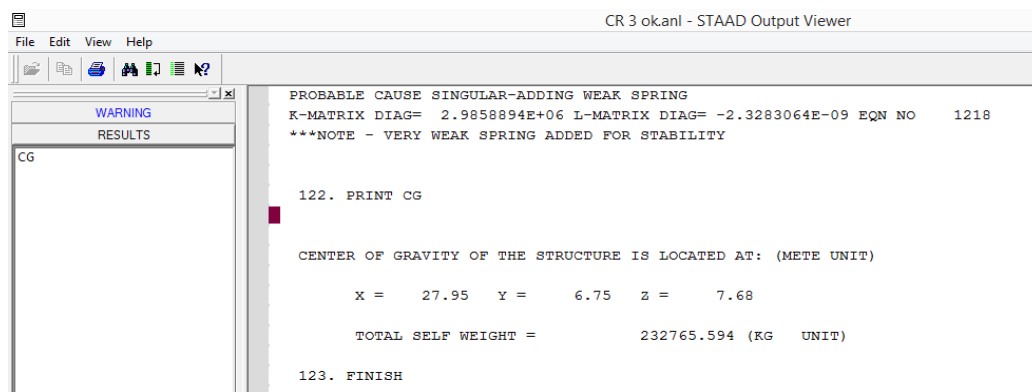 CR 3 ok.anl - STAAD Output Viewer
File Edit View Help
WARNING
RESULTS
CG
PROBABLE CAUSE SINGULAR-ADDING WEAK SPRING
K-MATRIX DIAG= 2.9858894E+06 L-MATRIX DIAG= -2.3283064E-09 EQN NO 1218
***NOTE - VERY WEAK SPRING ADDED FOR STABILITY
122. PRINT CG
CENTER OF GRAVITY OF THE STRUCTURE IS LOCATED AT: (METE UNIT)
X = 27.95 Y = 6.75 Z = 7.68
TOTAL SELF WEIGHT = 232765.594 (KG UNIT)
123. FINISH